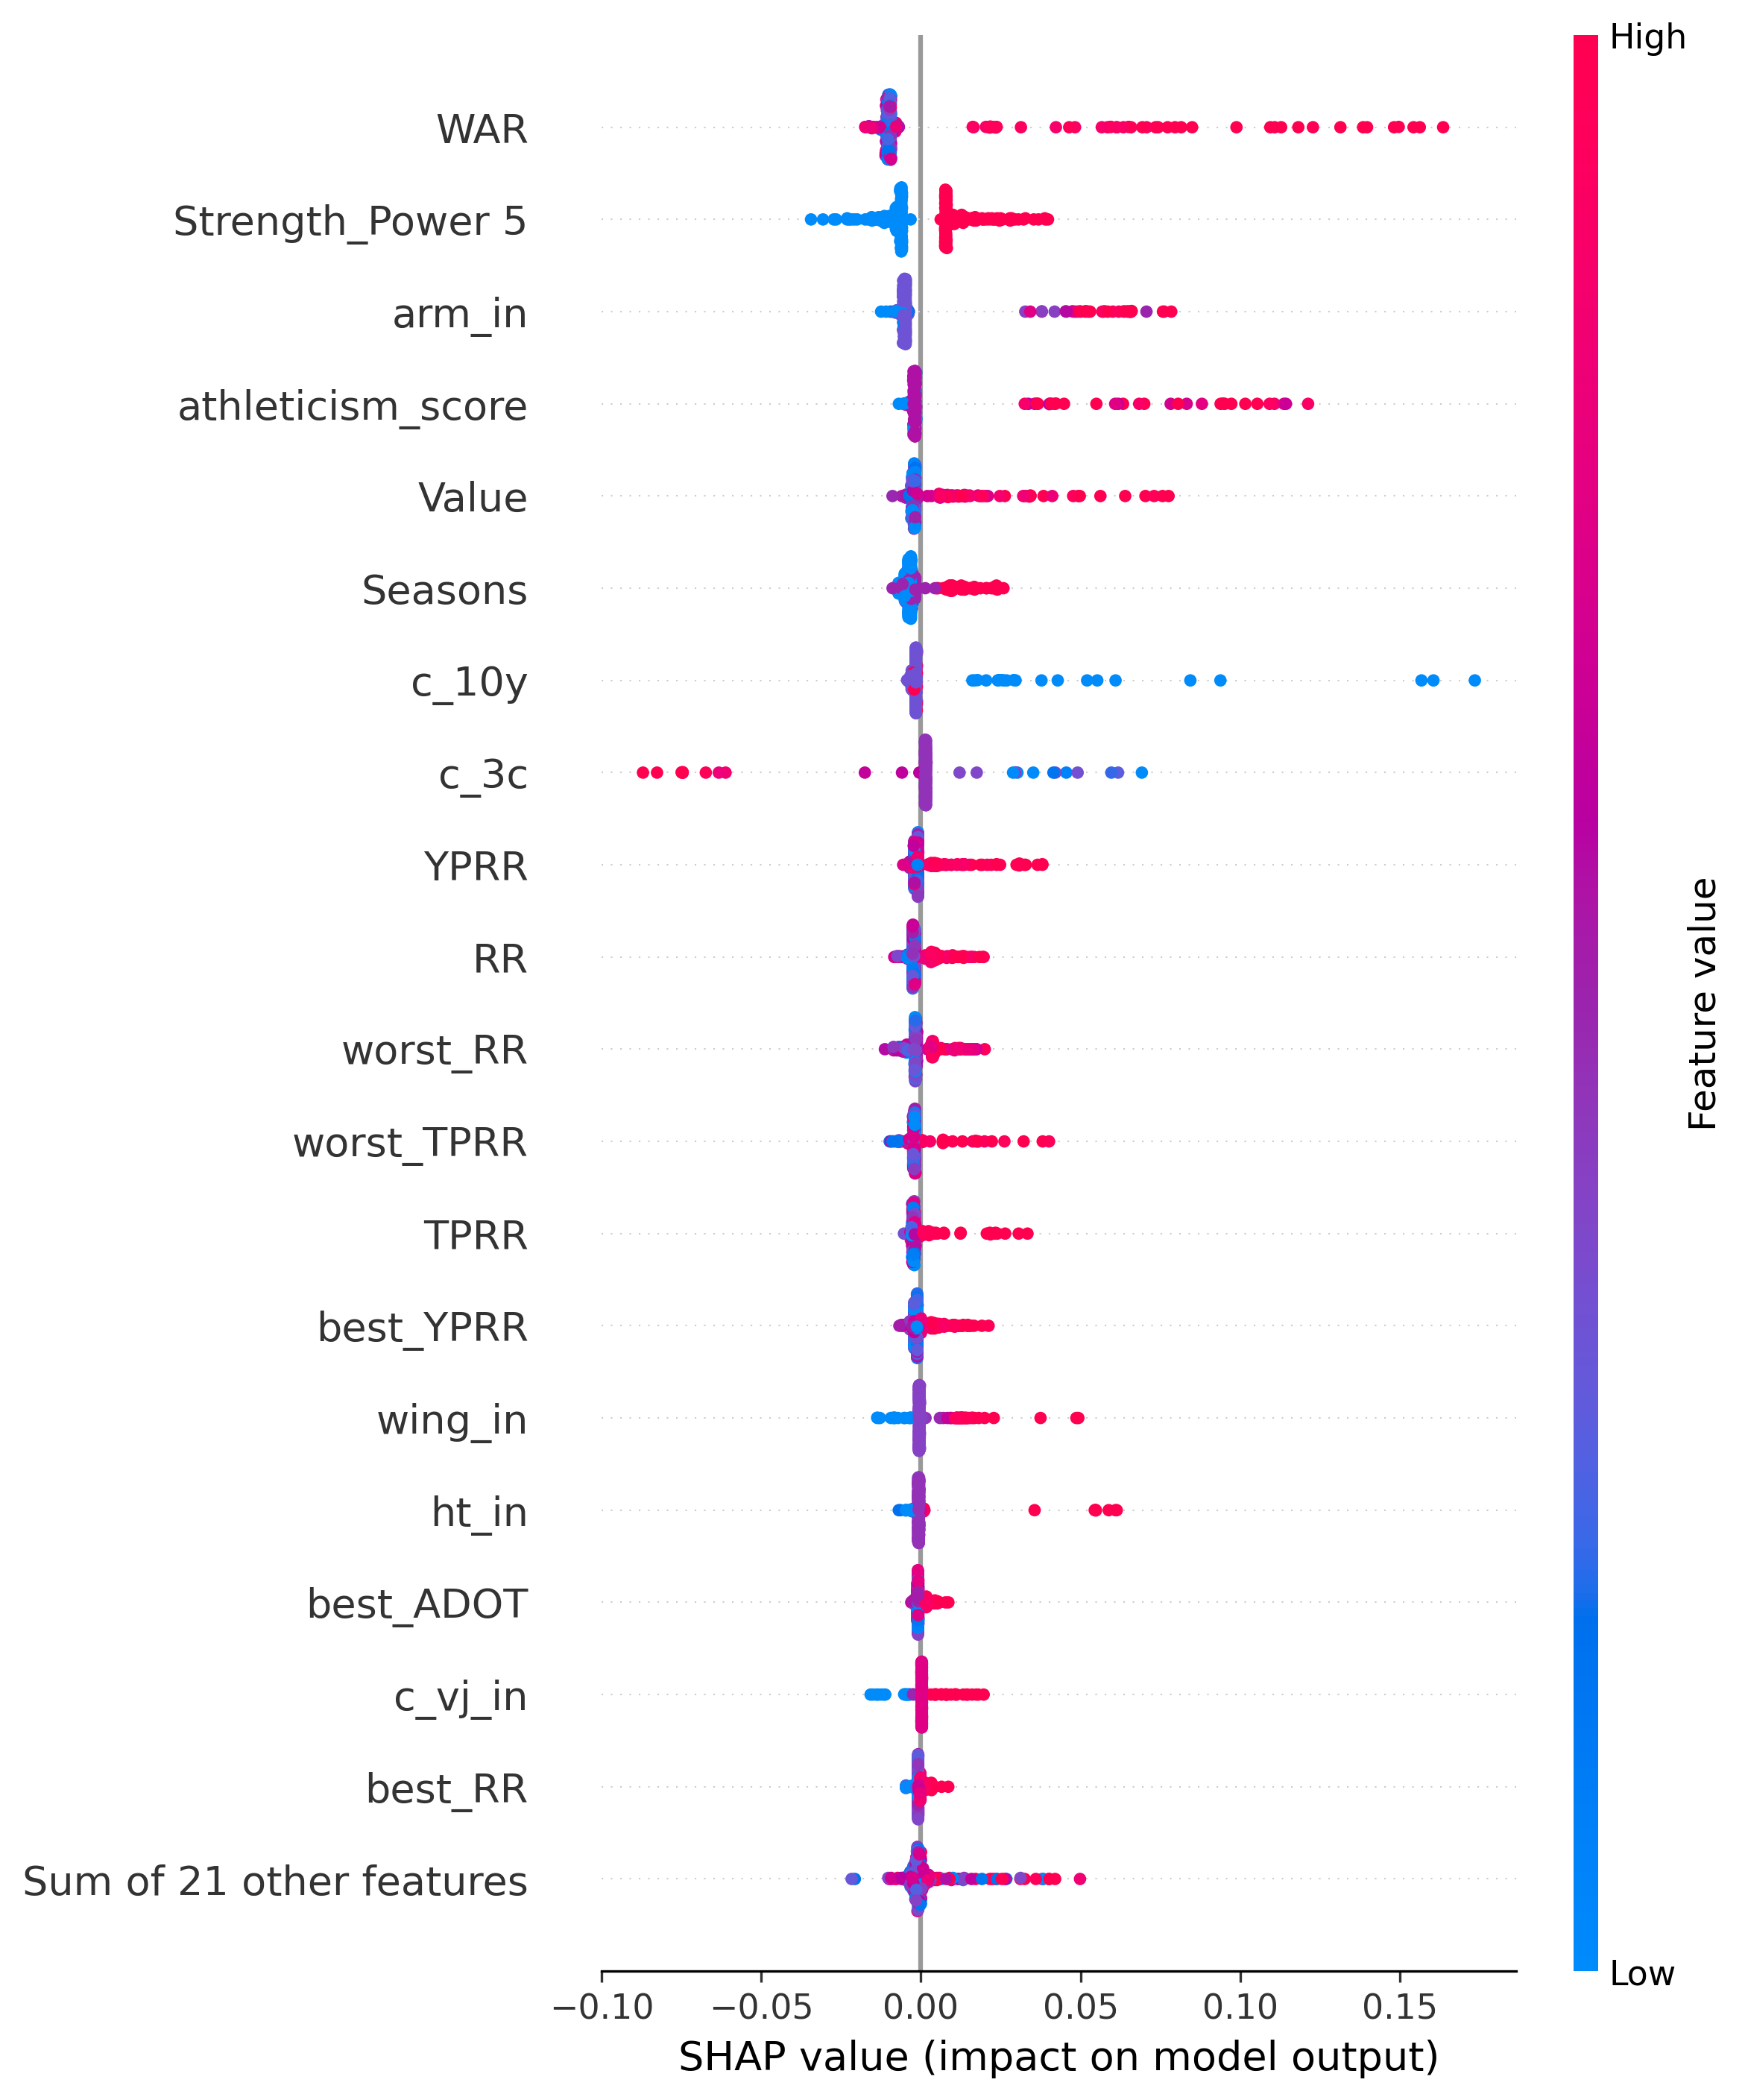 High
WAR
Strength_Power 5
arm_in
athleticism_score
Value
Seasons
c_10y
c_3c
YPRR
RR
worst_RR
worst_TPRR
TPRR
best_YPRR
wing_in
ht_in
best_ADOT
c_vj_in
best_RR
Sum of 21 other features
Feature value
Low
−0.10 −0.05 0.00 0.05 0.10 0.15
SHAP value (impact on model output)